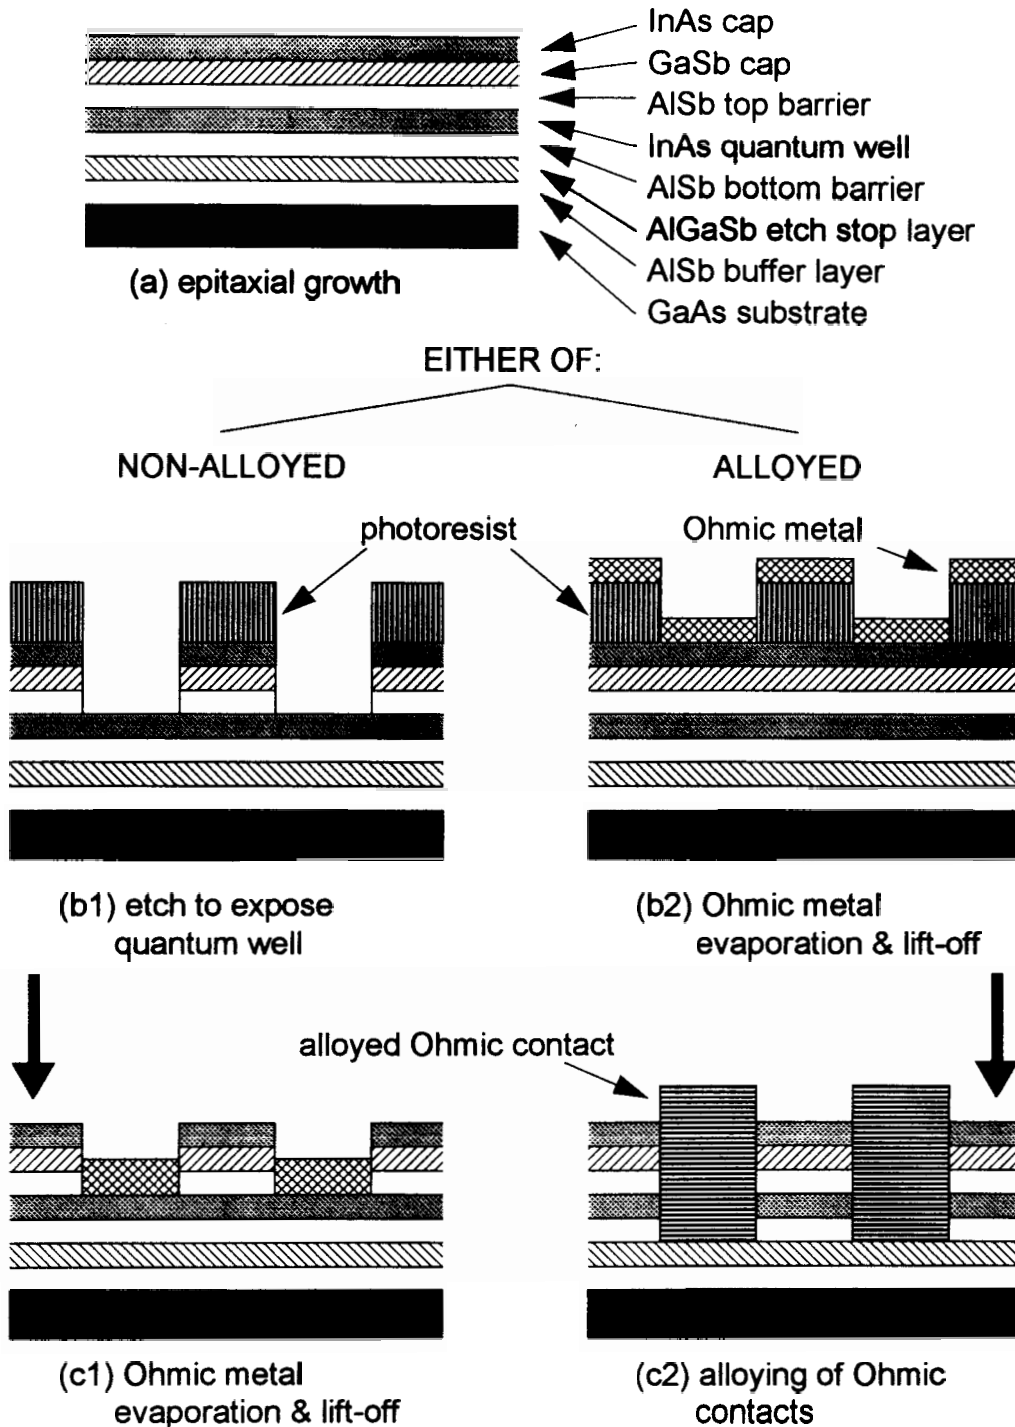 InAs cap
GaSb cap
AlSb top barrier
InAs quantum well
AlSb bottom barrier
AlGaSb etch stop layer
AlSb buffer layer
GaAs substrate
(a) epitaxial growth
EITHER OF:
NON-ALLOYED
ALLOYED
photoresist
Ohmic metal
(b1) etch to expose
quantum well
(b2) Ohmic metal
evaporation & lift-off
alloyed Ohmic contact
(c1) Ohmic metal
evaporation & lift-off
(c2) alloying of Ohmic
contacts